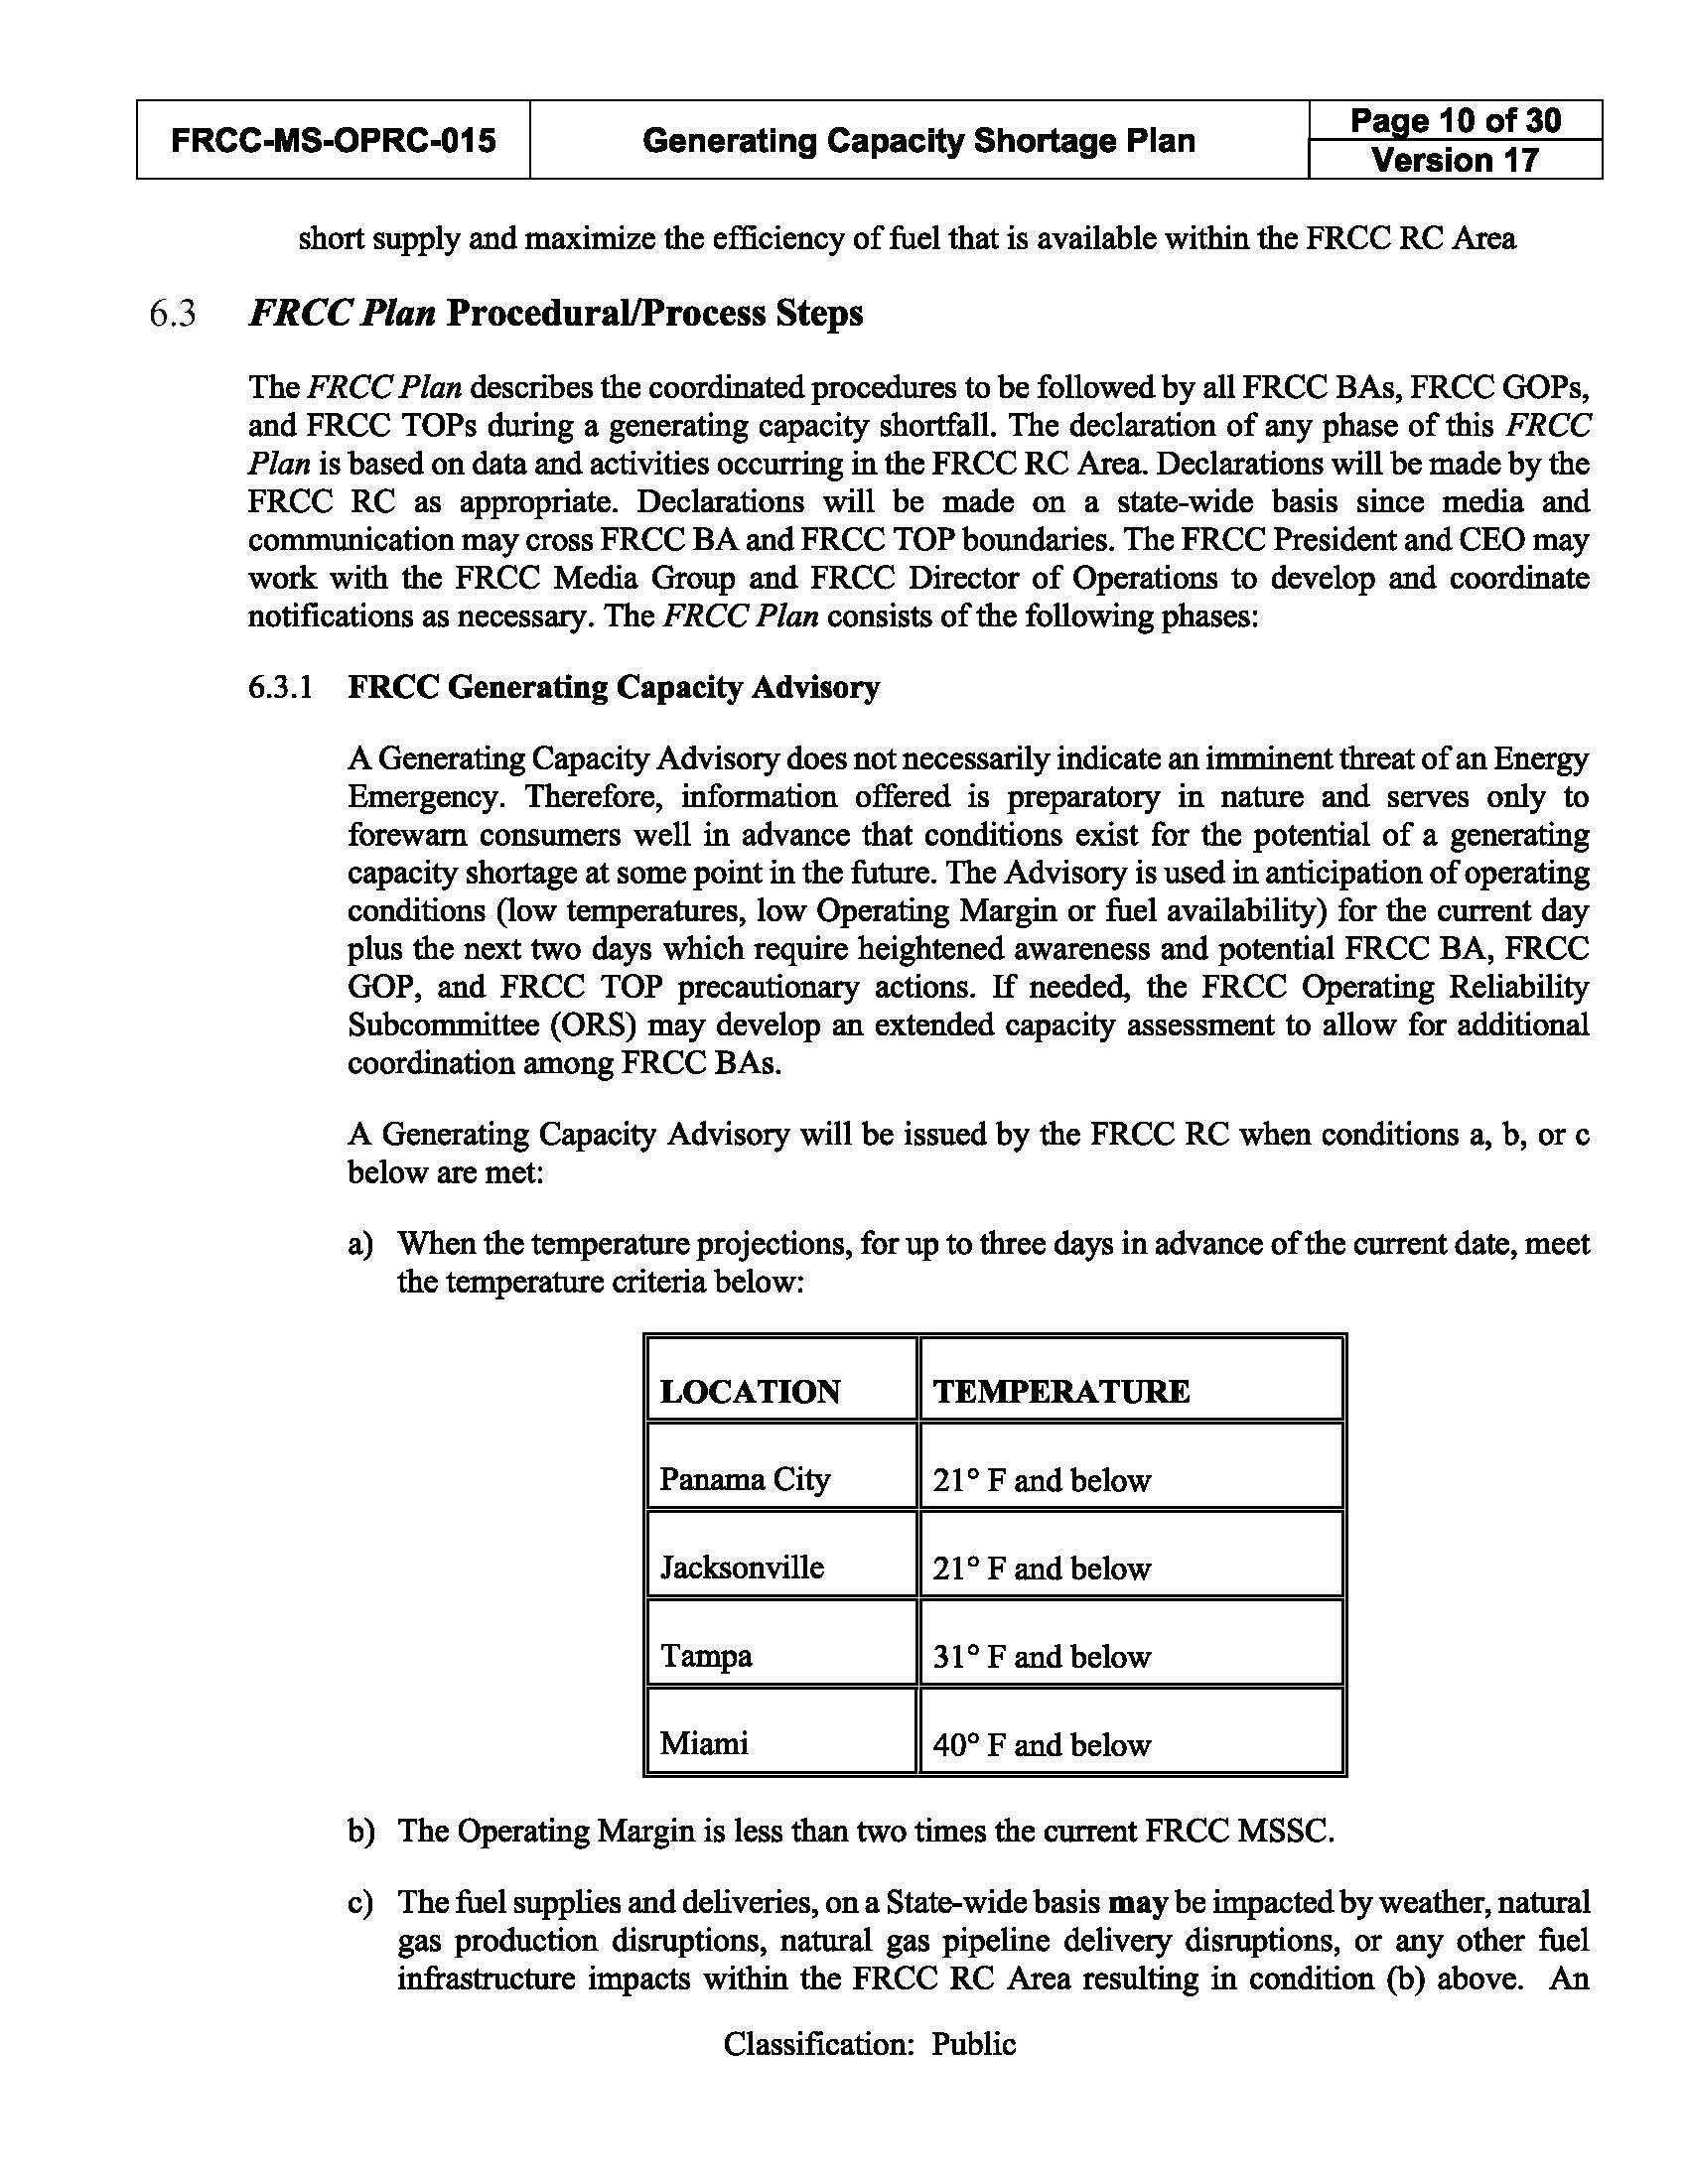 FRCC-MS-OPRC-015
Generating Capacity Shortage Plan
Page 10 of 30
Version 17
short supply and maximize the efficiency of fuel that is available within the FRCC RC Area
6.3 FRCC Plan Procedural/Process Steps
The FRCC Plan describes the coordinated procedures to be followed by all FRCC BAs, FRCC GOPs,
and FRCC TOPs during a generating capacity shortfall. The declaration of any phase of this FRCC
Plan is based on data and activities occurring in the FRCC RC Area. Declarations will be made by the
FRCC RC as appropriate. Declarations will be made on a state-wide basis since media and
communication may cross FRCC BA and FRCC TOP boundaries. The FRCC President and CEO may
work with the FRCC Media Group and FRCC Director of Operations to develop and coordinate
notifications as necessary. The FRCC Plan consists of the following phases:
6.3.1 FRCC Generating Capacity Advisory
A Generating Capacity Advisory does not necessarily indicate an imminent threat of an Energy
Emergency. Therefore, information offered is preparatory in nature and serves only to
forewarn consumers well in advance that conditions exist for the potential of a generating
capacity shortage at some point in the future. The Advisory is used in anticipation of operating
conditions (low temperatures, low Operating Margin or fuel availability) for the current day
plus the next two days which require heightened awareness and potential FRCC BA, FRCC
GOP, and FRCC TOP precautionary actions. If needed, the FRCC Operating Reliability
Subcommittee (ORS) may develop an extended capacity assessment to allow for additional
coordination among FRCC BAs.
A Generating Capacity Advisory will be issued by the FRCC RC when conditions a, b, or c
below are met:
a) When the temperature projections, for up to three days in advance of the current date, meet
the temperature criteria below:
LOCATION TEMPERATURE
Panama City 21° F and below
Jacksonville 21° F and below
Tampa 31° F and below
Miami 40° F and below
b) The Operating Margin is less than two times the current FRCC MSSC.
c) The fuel supplies and deliveries, on a State-wide basis may be impacted by weather, natural
gas production disruptions, natural gas pipeline delivery disruptions, or any other fuel
infrastructure impacts within the FRCC RC Area resulting in condition (b) above. An
Classification: Public